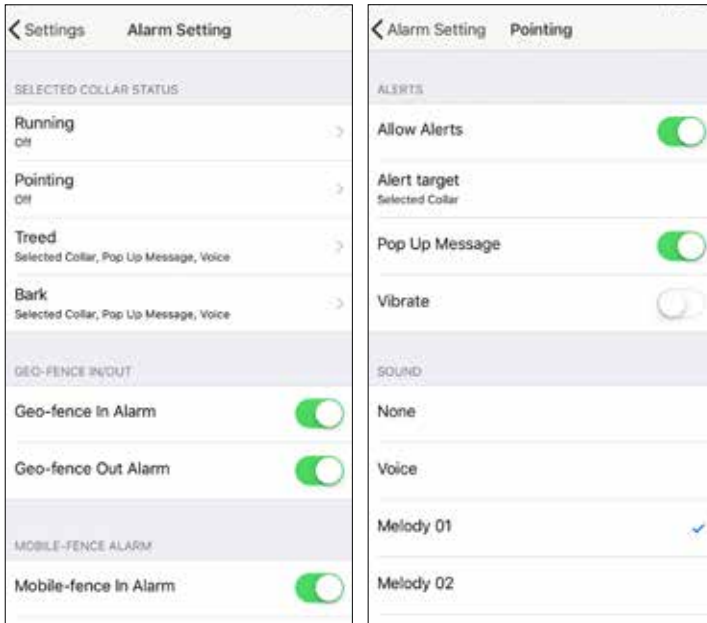 Settings
Alarm Setting
SELECTED COLLAR STATUS
Running
Off
Pointing
Off
Treed
Selected Collar, Pop Up Message, Voice
Bark
Selected Collar, Pop Up Message, Voice
GEO-FENCE IN/OUT
Geo-fence In Alarm
Geo-fence Out Alarm
MOBILE-FENCE ALARM
Mobile-fence In Alarm
Alarm Setting
Pointing
ALERTS
Allow Alerts
Alert target
Selected Collar
Pop Up Message
Vibrate
SOUND
None
Voice
Melody 01
Melody 02